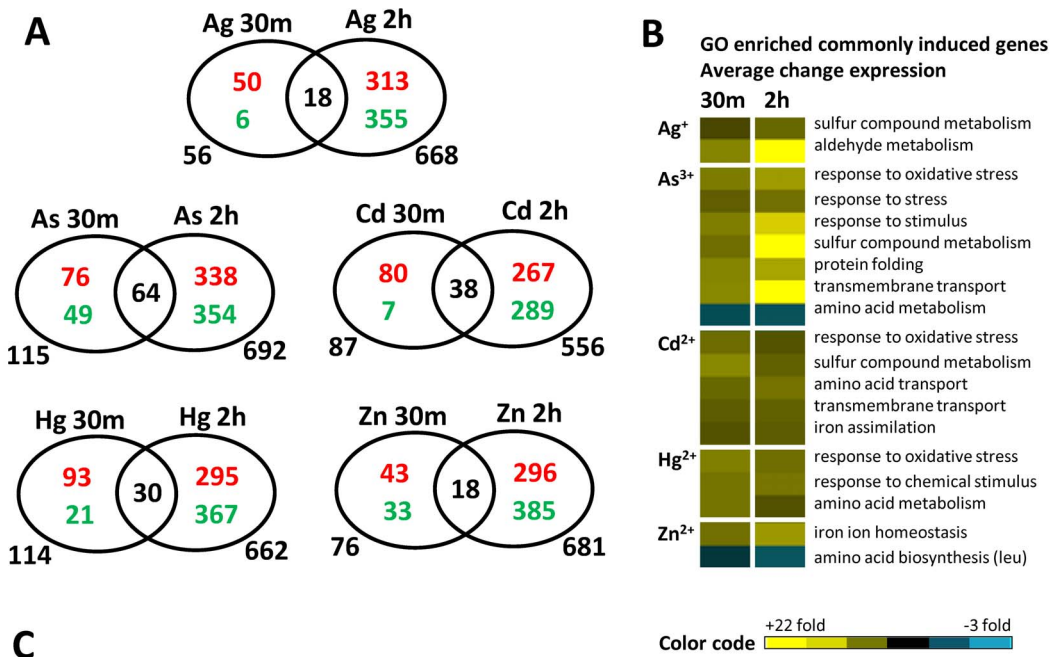 A
Ag 30m Ag 2h
50 18 313
6 355
56 668
As 30m As 2h
76 64 338
49 354
115 692
Cd 30m Cd 2h
80 38 267
7 289
87 556
Hg 30m Hg 2h
93 30 295
21 367
114 662
Zn 30m Zn 2h
43 18 296
33 385
76 681
B
GO enriched commonly induced genes
Average change expression
30m 2h
Ag⁺ sulfur compound metabolism
aldehyde metabolism
As³⁺ response to oxidative stress
response to stress
response to stimulus
sulfur compound metabolism
protein folding
transmembrane transport
amino acid metabolism
Cd²⁺ response to oxidative stress
sulfur compound metabolism
amino acid transport
transmembrane transport
iron assimilation
Hg²⁺ response to oxidative stress
response to chemical stimulus
amino acid metabolism
Zn²⁺ iron ion homeostasis
amino acid biosynthesis (leu)
+22 fold -3 fold
Color code
C